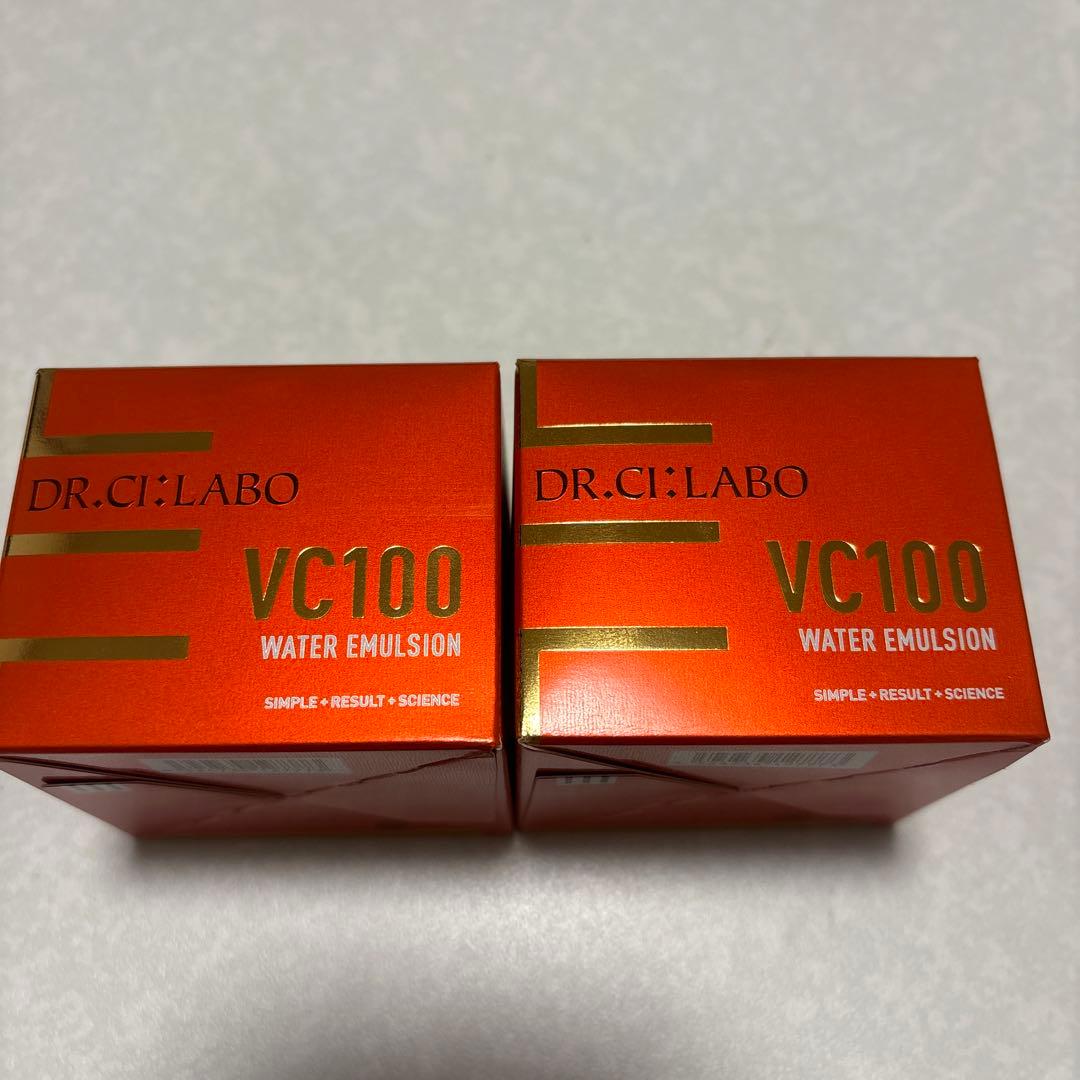 DR.CI:LABO
VC100
WATER EMULSION
SIMPLE+RESULT+SCIENCE
DR.CI:LABO
VC100
WATER EMULSION
SIMPLE+RESULT+SCIENCE